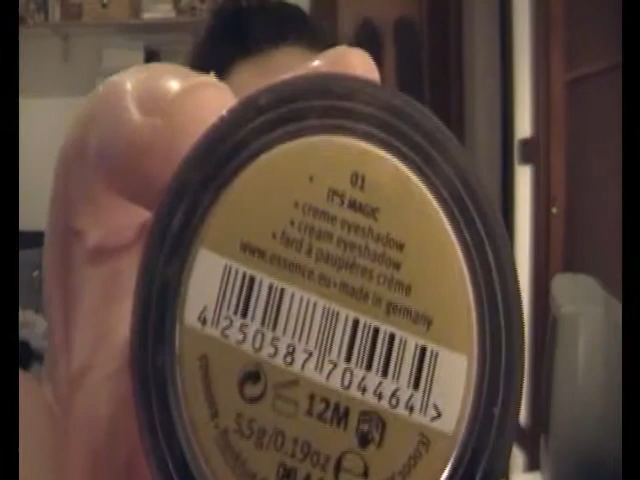 01
IT'S MAGIC
• creme eyeshadow
• cream eyeshadow
• fard à paupières crème
www.essence.eu•made in germany
4 250587 704464 >
12M
5.5g/0.19oz e